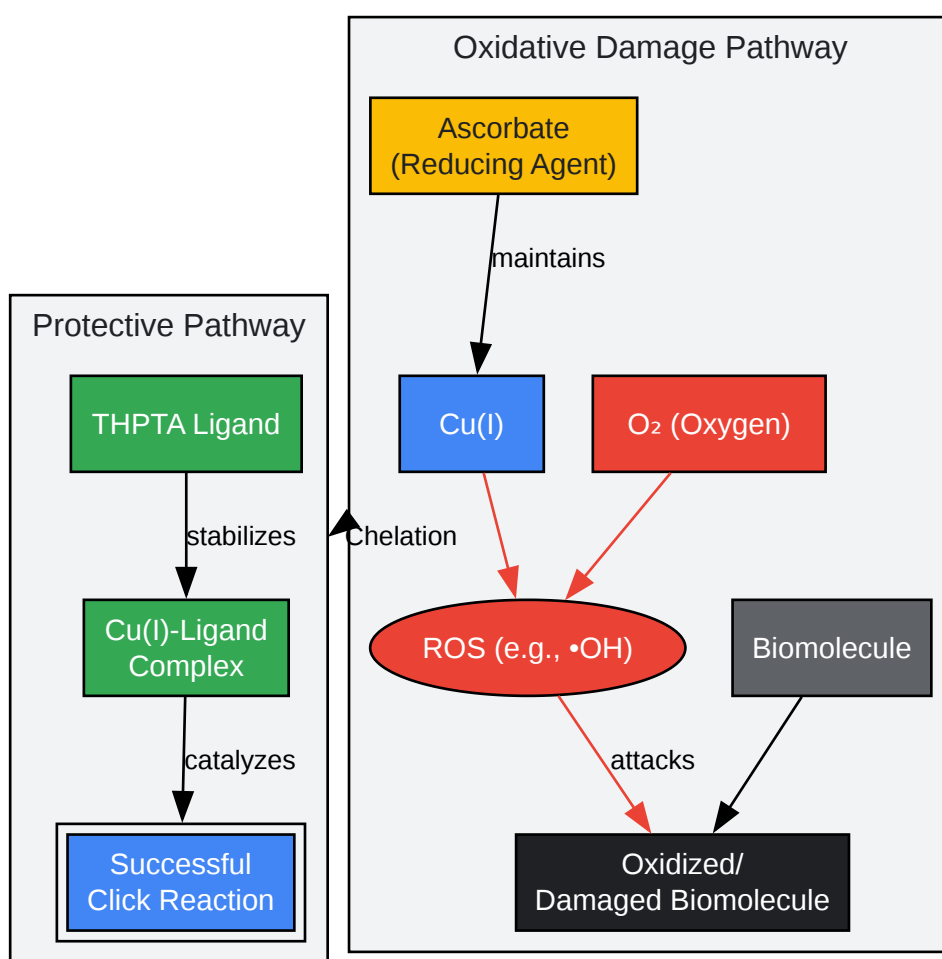 Oxidative Damage Pathway
Ascorbate
(Reducing Agent)
maintains
Protective Pathway
THPTA Ligand
Cu(I)
O₂ (Oxygen)
stabilizes
Chelation
Cu(I)-Ligand
Complex
ROS (e.g., •OH)
Biomolecule
catalyzes
attacks
Successful
Click Reaction
Oxidized/
Damaged Biomolecule